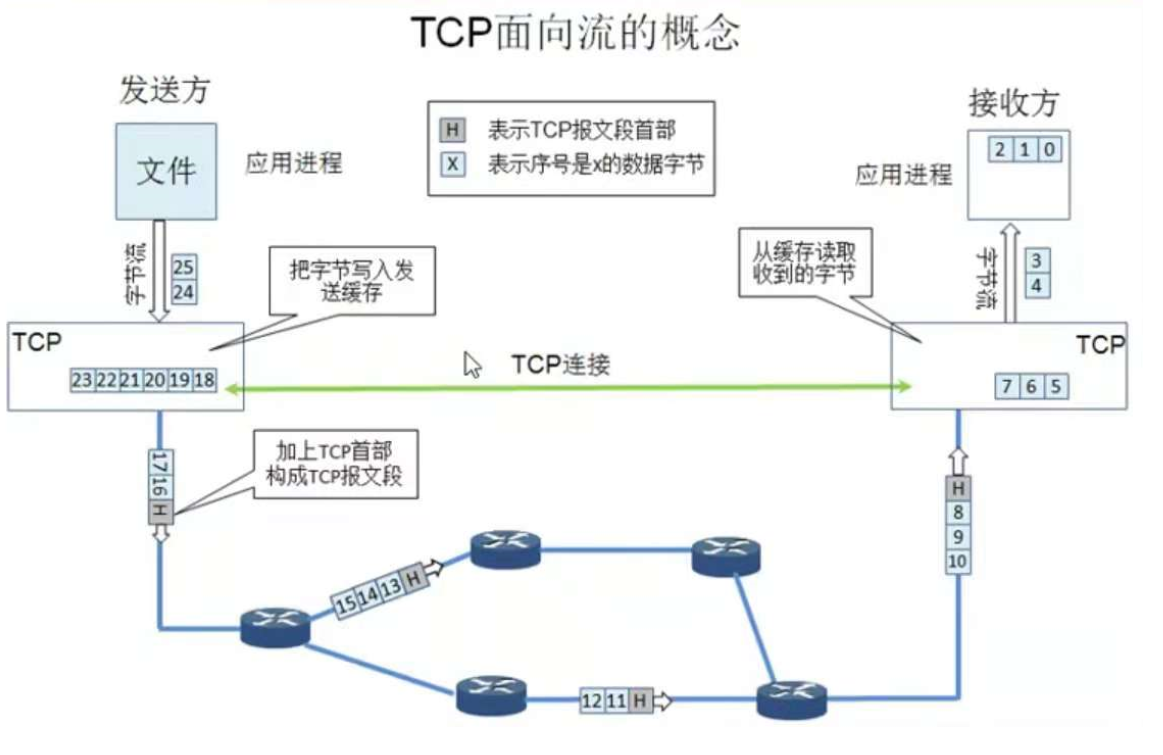 TCP面向流的概念
发送方
接收方
H 表示TCP报文段首部
X 表示序号是x的数据字节
文件
应用进程
2 1 0
应用进程
字节流
25
24
把字节写入发
送缓存
从缓存读取
收到的字节
字节流
3
4
TCP
23 22 21 20 19 18
TCP连接
TCP
7 6 5
17 16 H
加上TCP首部
构成TCP报文段
H
8
9
10
15 14 13 H
12 11 H